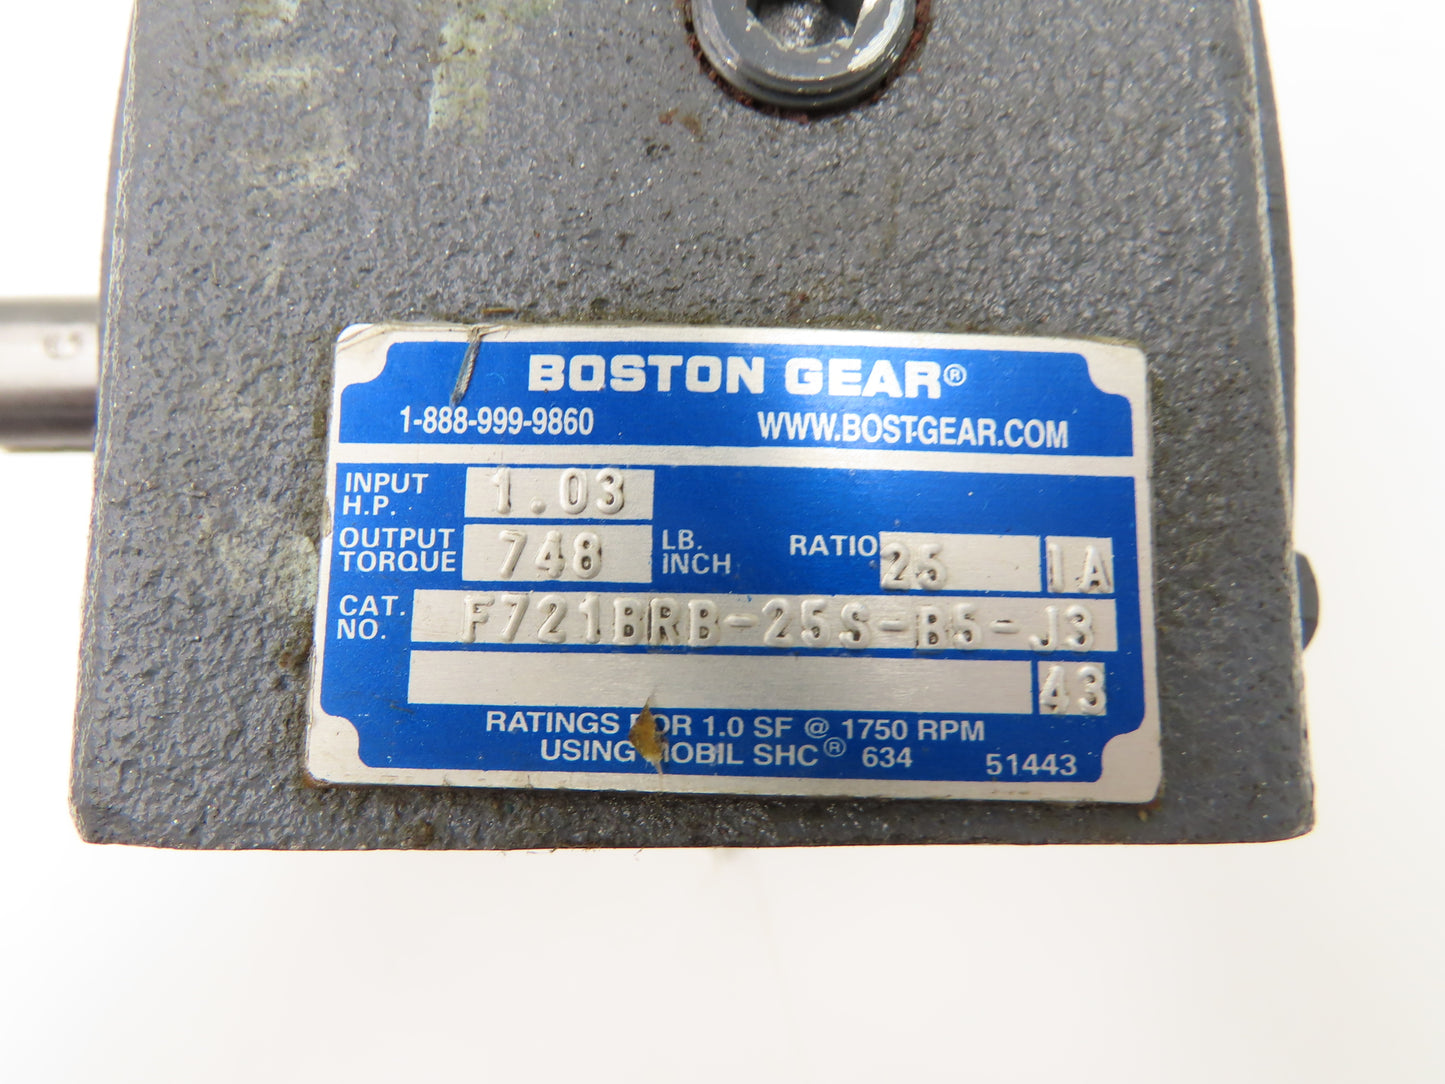 BOSTON GEAR®
1-888-999-9860 WWW.BOSTGEAR.COM
INPUT H.P. 1.03
OUTPUT TORQUE 748 LB. INCH RATIO 25 1A
CAT. NO. F721BRB-25S-B5-J3
43
RATINGS FOR 1.0 SF @ 1750 RPM
USING MOBIL SHC® 634 51443